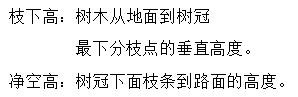 枝下高：树木从地面到树冠
最下分枝点的垂直高度。
净空高：树冠下面枝条到路面的高度。